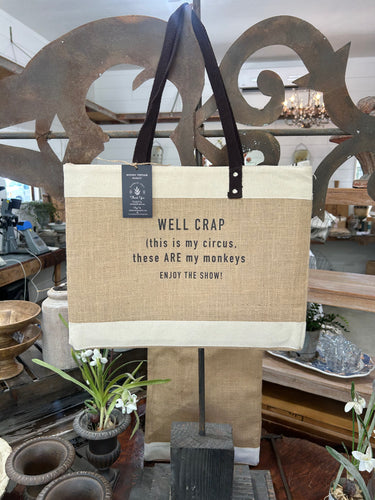 WELL CRAP
(this is my circus,
these ARE my monkeys
ENJOY THE SHOW!